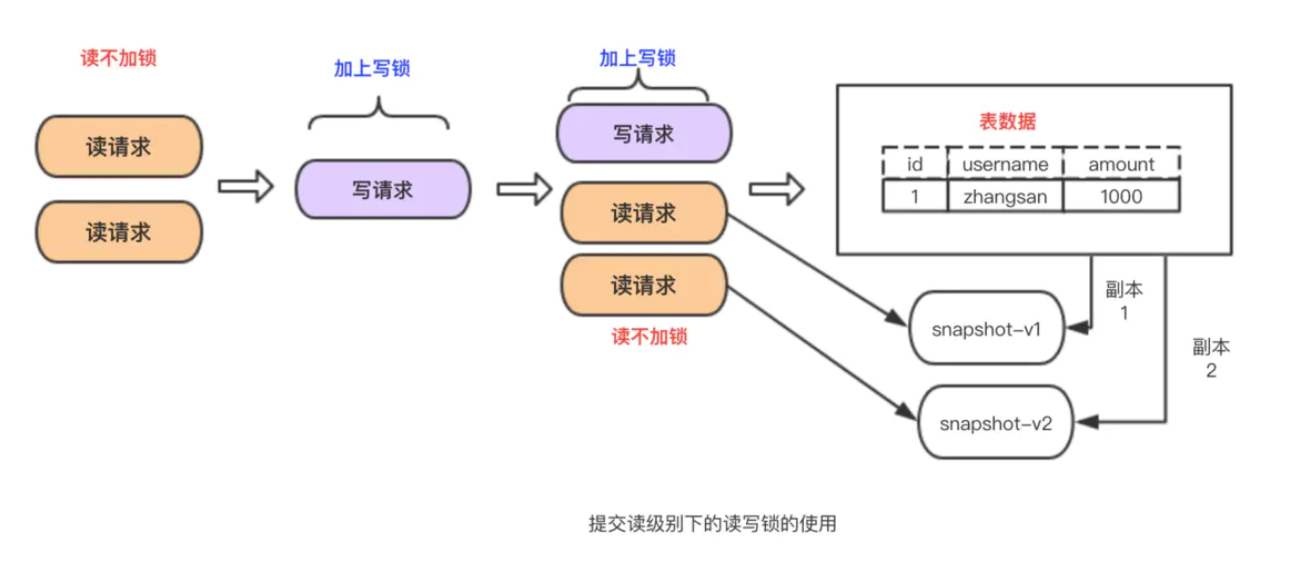 读不加锁
读请求
读请求
加上写锁
写请求
加上写锁
写请求
读请求
读请求
读不加锁
表数据
id username amount
1 zhangsan 1000
副本
1
snapshot-v1
副本
2
snapshot-v2
提交读级别下的读写锁的使用